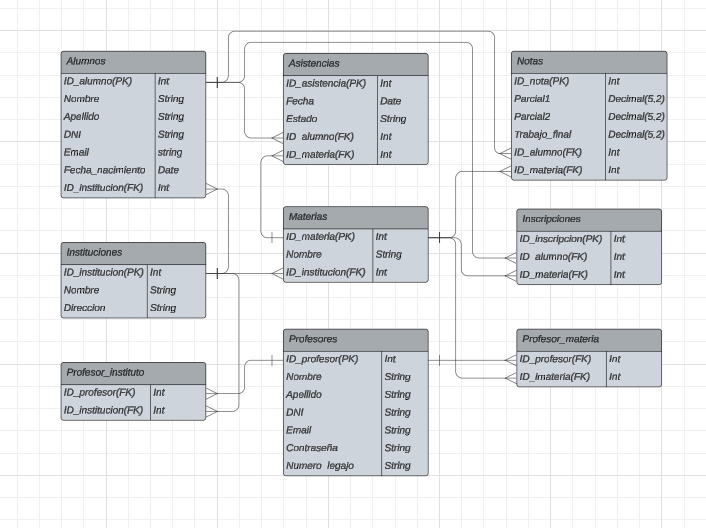 Alumnos
ID_alumno(PK) Int
Nombre String
Apellido String
DNI String
Email string
Fecha_nacimiento Date
ID_institucion(FK) Int
Asistencias
ID_asistencia(PK) Int
Fecha Date
Estado String
ID_alumno(FK) Int
ID_materia(FK) Int
Notas
ID_nota(PK) Int
Parcial1 Decimal(5,2)
Parcial2 Decimal(5,2)
Trabajo_final Decimal(5,2)
ID_alumno(FK) Int
ID_materia(FK) Int
Materias
ID_materia(PK) Int
Nombre String
ID_institucion(FK) Int
Inscripciones
ID_inscripcion(PK) Int
ID_alumno(FK) Int
ID_materia(FK) Int
Instituciones
ID_institucion(PK) Int
Nombre String
Direccion String
Profesores
ID_profesor(PK) Int
Nombre String
Apellido String
DNI String
Email String
Contraseña String
Numero_legajo String
Profesor_materia
ID_profesor(FK) Int
ID_imateria(FK) Int
Profesor_instituto
ID_profesor(FK) Int
ID_institucion(FK) Int